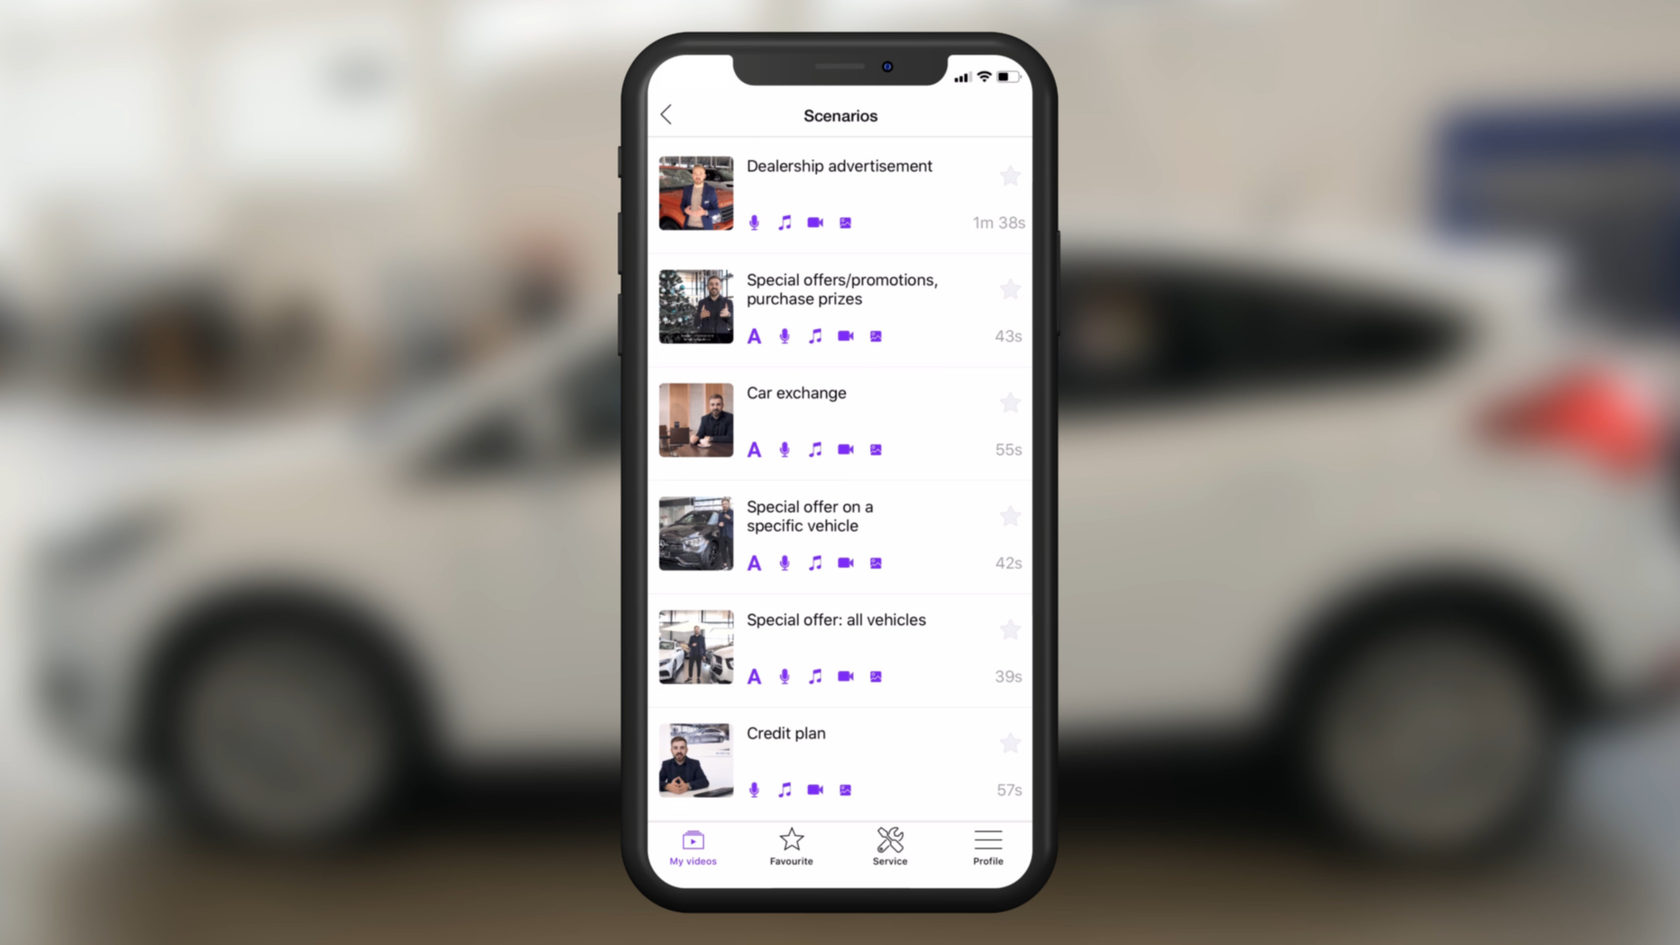 Scenarios
Dealership advertisement
1m 38s
Special offers/promotions,
purchase prizes
A
43s
Car exchange
A
55s
Special offer on a
specific vehicle
A
42s
Special offer: all vehicles
A
39s
Credit plan
57s
My videos
Favourite
Service
Profile